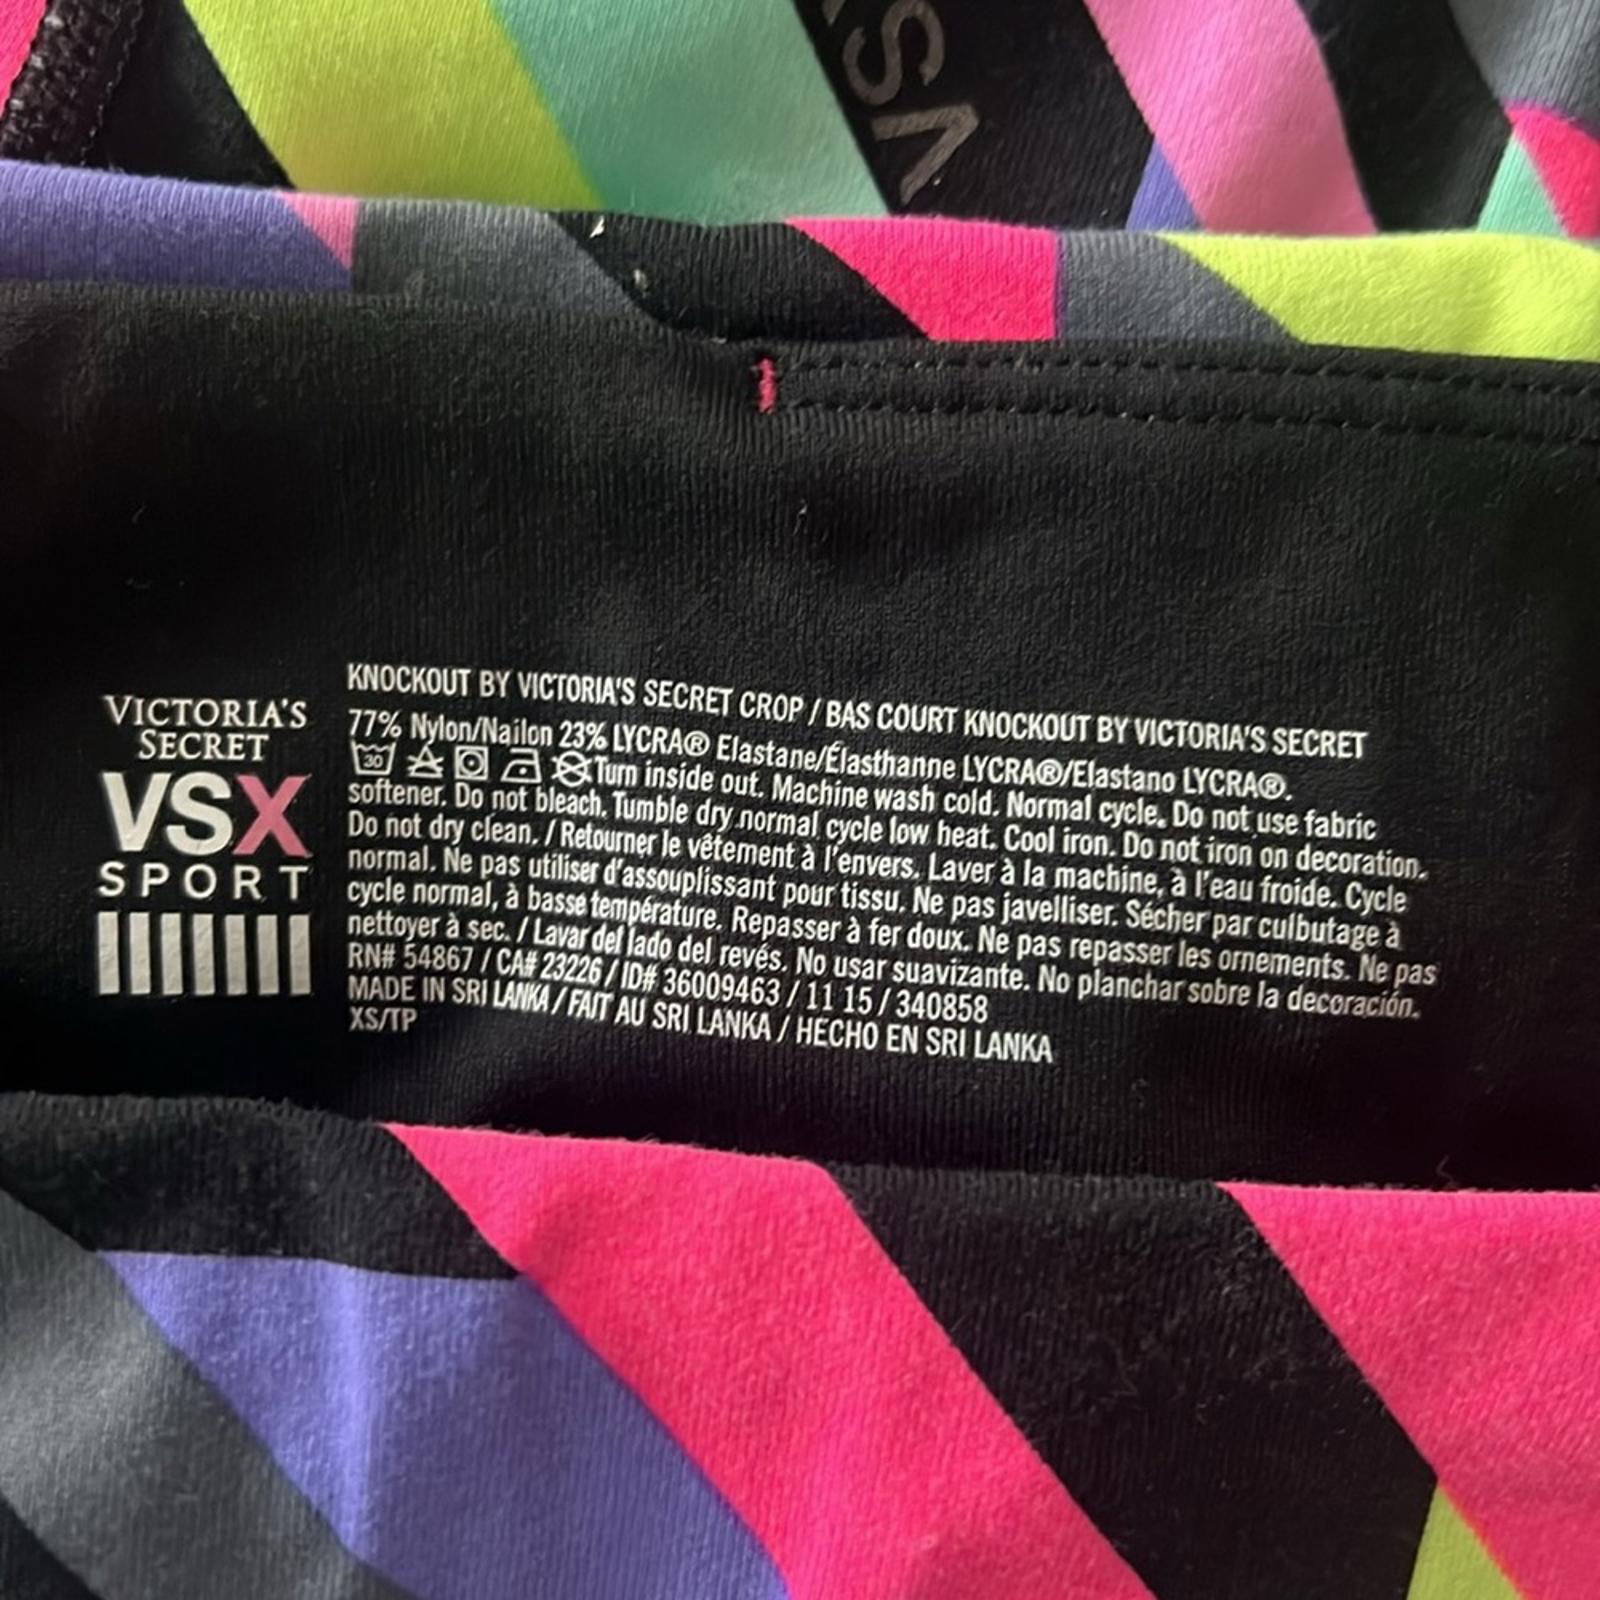 VSX
VICTORIA'S
SECRET
VSX
SPORT
KNOCKOUT BY VICTORIA'S SECRET CROP / BAS COURT KNOCKOUT BY VICTORIA'S SECRET
77% Nylon/Nailon 23% LYCRA® Elastane/Élasthanne LYCRA®/Elastano LYCRA®.
30 Turn inside out. Machine wash cold. Normal cycle. Do not use fabric
softener. Do not bleach. Tumble dry normal cycle low heat. Cool iron. Do not iron on decoration.
Do not dry clean. / Retourner le vêtement à l'envers. Laver à la machine, à l'eau froide. Cycle
normal. Ne pas utiliser d'assouplissant pour tissu. Ne pas javelliser. Sécher par culbutage à
cycle normal, à basse température. Repasser à fer doux. Ne pas repasser les ornements. Ne pas
nettoyer à sec. / Lavar del lado del revés. No usar suavizante. No planchar sobre la decoración.
RN# 54867 / CA# 23226 / ID# 36009463 / 11 15 / 340858
MADE IN SRI LANKA / FAIT AU SRI LANKA / HECHO EN SRI LANKA
XS/TP